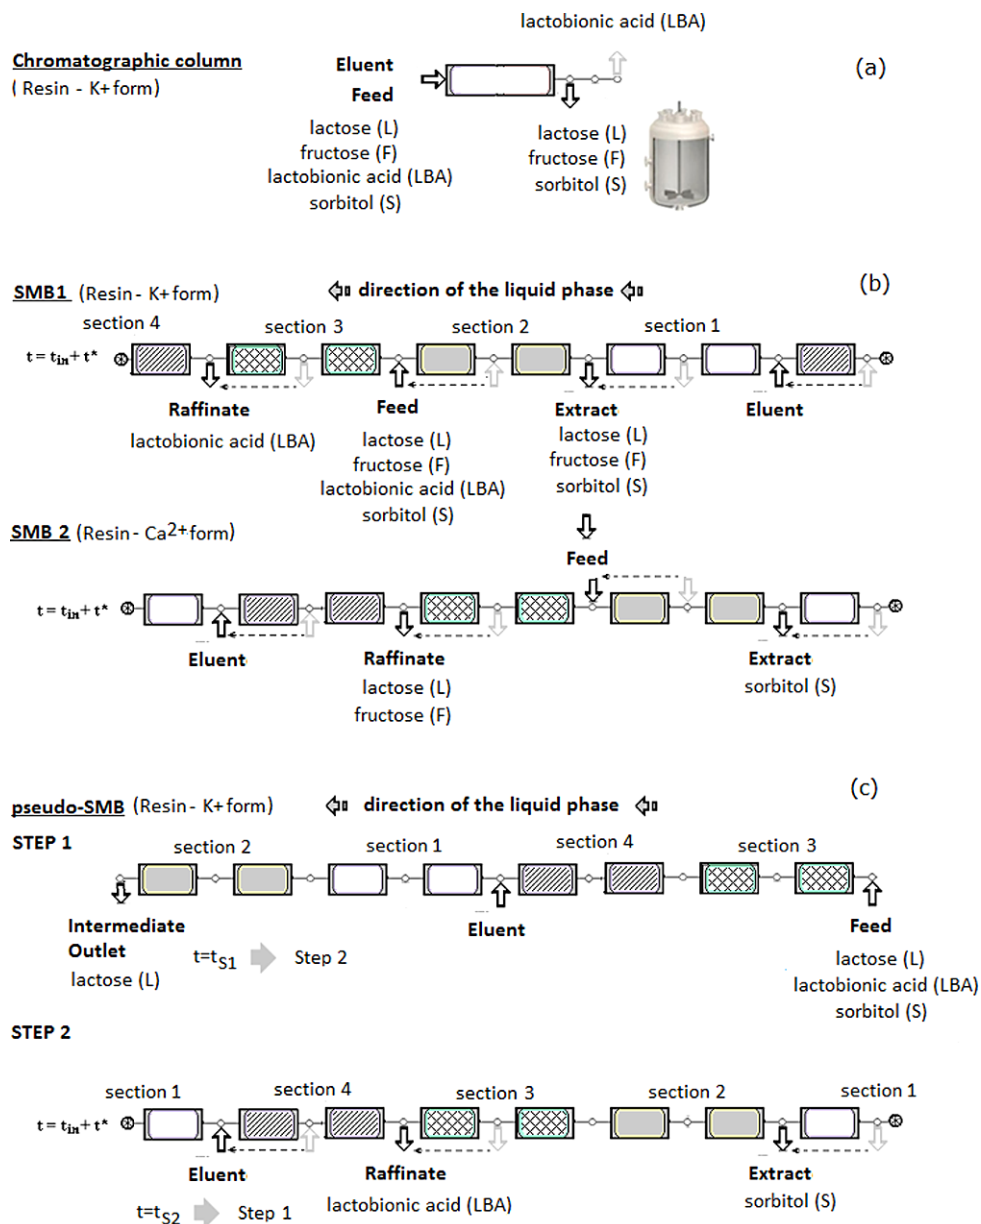 lactobionic acid (LBA)
Chromatographic column
( Resin - K+ form)
Eluent
Feed
(a)
lactose (L)
fructose (F)
lactobionic acid (LBA)
sorbitol (S)
lactose (L)
fructose (F)
sorbitol (S)
SMB1 (Resin - K+ form)
direction of the liquid phase
(b)
section 4
section 3
section 2
section 1
t = tin + t*
Raffinate
Feed
Extract
Eluent
lactobionic acid (LBA)
lactose (L)
fructose (F)
lactobionic acid (LBA)
sorbitol (S)
lactose (L)
fructose (F)
sorbitol (S)
SMB 2 (Resin - Ca2+ form)
Feed
t = tin + t*
Eluent
Raffinate
Extract
lactose (L)
fructose (F)
sorbitol (S)
pseudo-SMB (Resin - K+ form)
direction of the liquid phase
(c)
STEP 1
section 2
section 1
section 4
section 3
Intermediate
Outlet
lactose (L)
t=tS1
Step 2
Eluent
Feed
lactose (L)
lactobionic acid (LBA)
sorbitol (S)
STEP 2
section 1
section 4
section 3
section 2
section 1
t = tin + t*
Eluent
Raffinate
Extract
lactobionic acid (LBA)
sorbitol (S)
t=tS2
Step 1